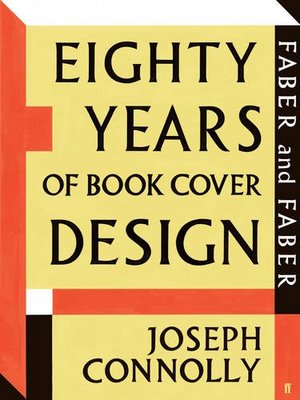 EIGHTY
YEARS
OF BOOK COVER
DESIGN
JOSEPH
CONNOLLY
FABER and FABER
ff